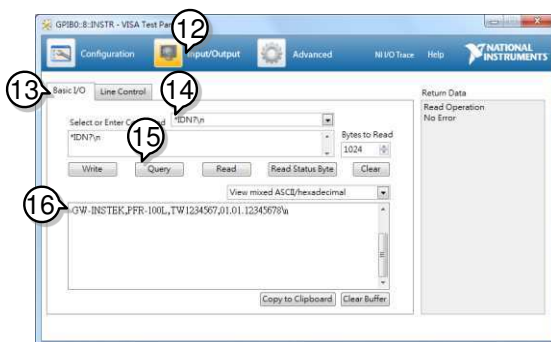 GPIB0::8::INSTR - VISA Test Pan
12
Configuration
Input/Output
Advanced
NI I/O Trace
Help
NATIONAL
INSTRUMENTS
13
Basic I/O
Line Control
14
Return Data
Read Operation
No Error
Select or Enter
*IDN?\n
15
*IDN?\n
Bytes to Read
1024
Write
Query
Read
Read Status Byte
Clear
View mixed ASCII/hexadecimal
16
GW-INSTEK,PFR-100L,TW1234567,01.01.12345678\n
Copy to Clipboard
Clear Buffer